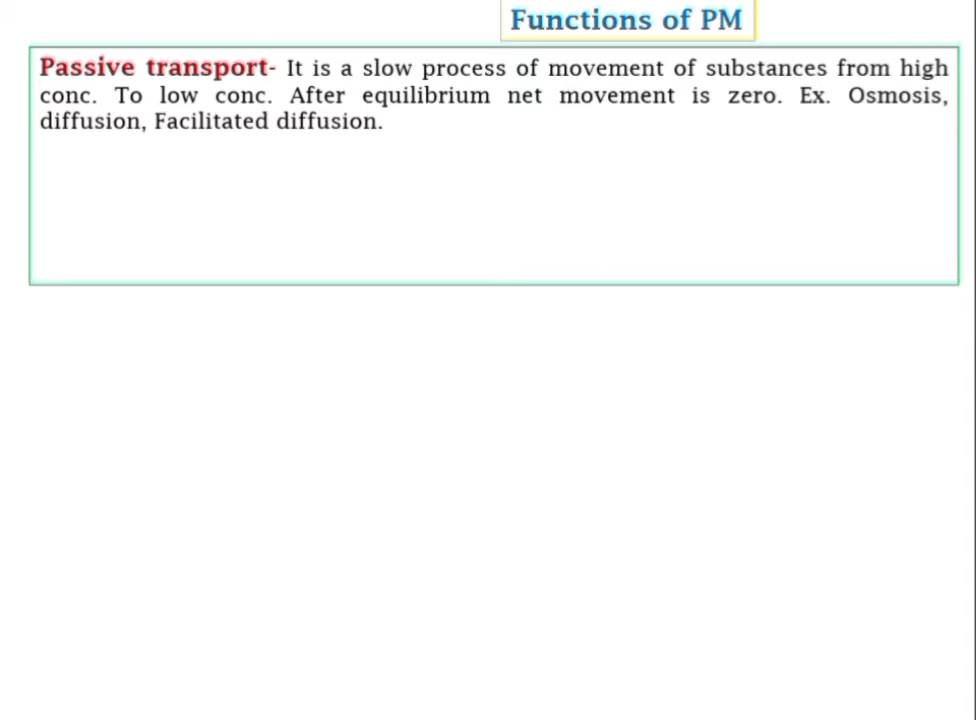 Functions of PM
Passive transport- It is a slow process of movement of substances from high
conc. To low conc. After equilibrium net movement is zero. Ex. Osmosis,
diffusion, Facilitated diffusion.